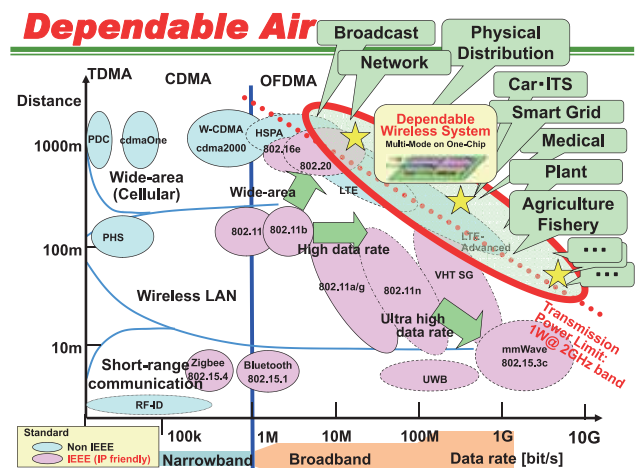 Dependable Air
Broadcast
Network
Physical
Distribution
Car・ITS
Smart Grid
Medical
Plant
Agriculture
Fishery
...
...
TDMA
CDMA
OFDMA
Distance
1000m
100m
10m
PDC
cdmaOne
W-CDMA
cdma2000
HSPA
802.16e
802.20
LTE
LTE-
Advanced
Dependable
Wireless System
Multi-Mode on One-Chip
Wide-area
(Cellular)
Wide-area
PHS
802.11
802.11b
High data rate
802.11a/g
802.11n
VHT SG
Ultra high
data rate
Wireless LAN
Transmission
Power Limit:
1W@ 2GHz band
Short-range
communication
Zigbee
802.15.4
Bluetooth
802.15.1
UWB
mmWave
802.15.3c
RF-ID
100k
1M
10M
100M
1G
10G
Narrowband
Broadband
Data rate [bit/s]
Standard
Non IEEE
IEEE (IP friendly)